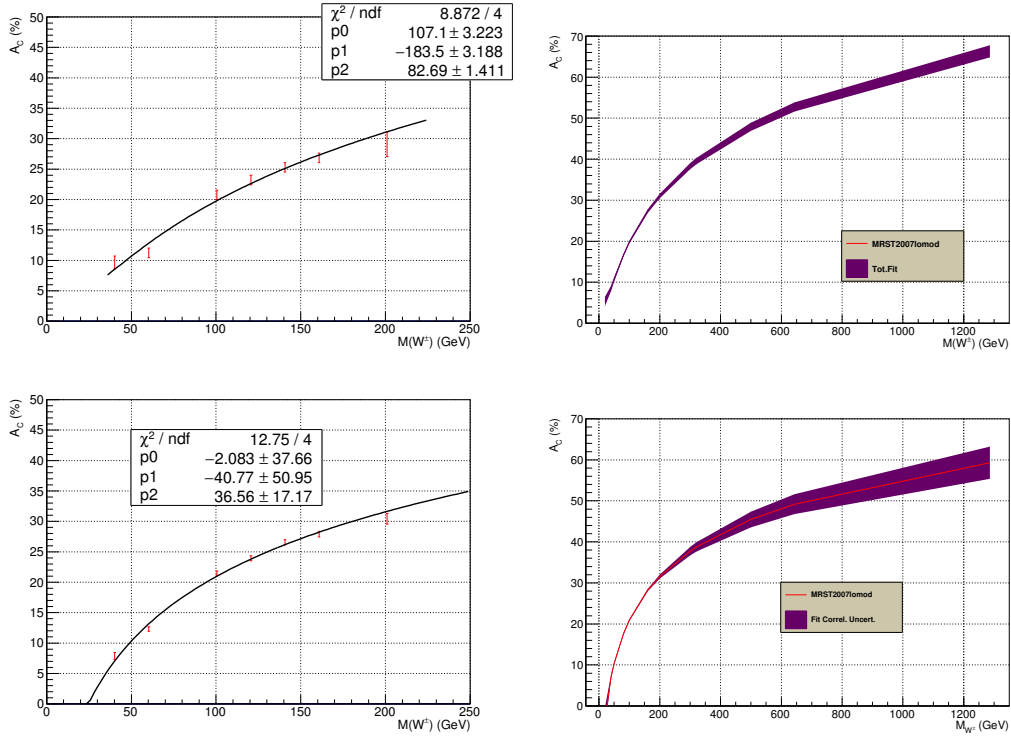 A_C (%)
50
45
40
35
30
25
20
15
10
5
0
0 50 100 150 200 250
M(W±) (GeV)
χ² / ndf 8.872 / 4
p0 107.1 ± 3.223
p1 −183.5 ± 3.188
p2 82.69 ± 1.411
A_C (%)
70
60
50
40
30
20
10
0
0 200 400 600 800 1000 1200
M(W±) (GeV)
MRST2007lomod
Tot.Fit
A_C (%)
50
45
40
35
30
25
20
15
10
5
0
0 50 100 150 200 250
M(W±) (GeV)
χ² / ndf 12.75 / 4
p0 −2.083 ± 37.66
p1 −40.77 ± 50.95
p2 36.56 ± 17.17
A_C (%)
70
60
50
40
30
20
10
0
0 200 400 600 800 1000 1200
M_W± (GeV)
MRST2007lomod
Fit Correl. Uncert.